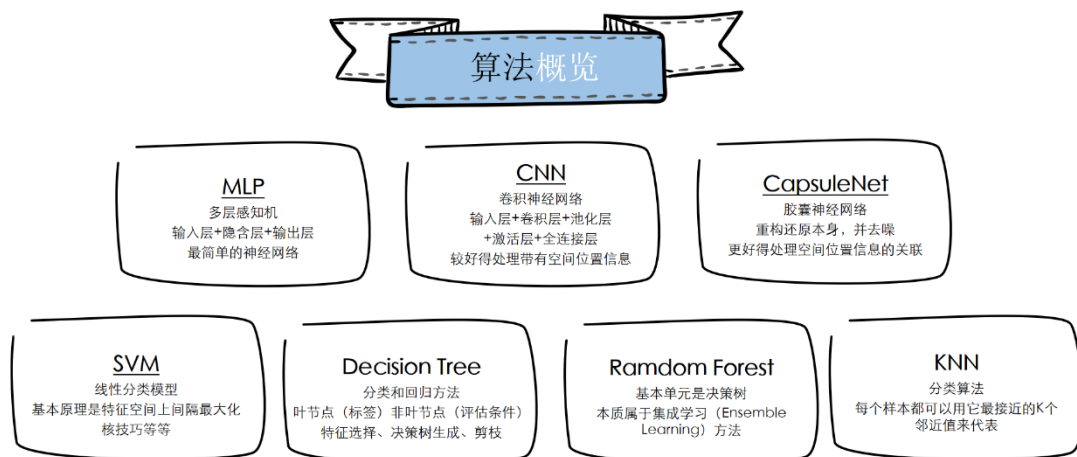 算法概览
MLP
多层感知机
输入层+隐含层+输出层
最简单的神经网络
CNN
卷积神经网络
输入层+卷积层+池化层
+激活层+全连接层
较好得处理带有空间位置信息
CapsuleNet
胶囊神经网络
重构还原本身，并去噪
更好得处理空间位置信息的关联
SVM
线性分类模型
基本原理是特征空间上间隔最大化
核技巧等等
Decision Tree
分类和回归方法
叶节点（标签）非叶节点（评估条件）
特征选择、决策树生成、剪枝
Ramdom Forest
基本单元是决策树
本质属于集成学习（Ensemble
Learning）方法
KNN
分类算法
每个样本都可以用它最接近的K个
邻近值来代表